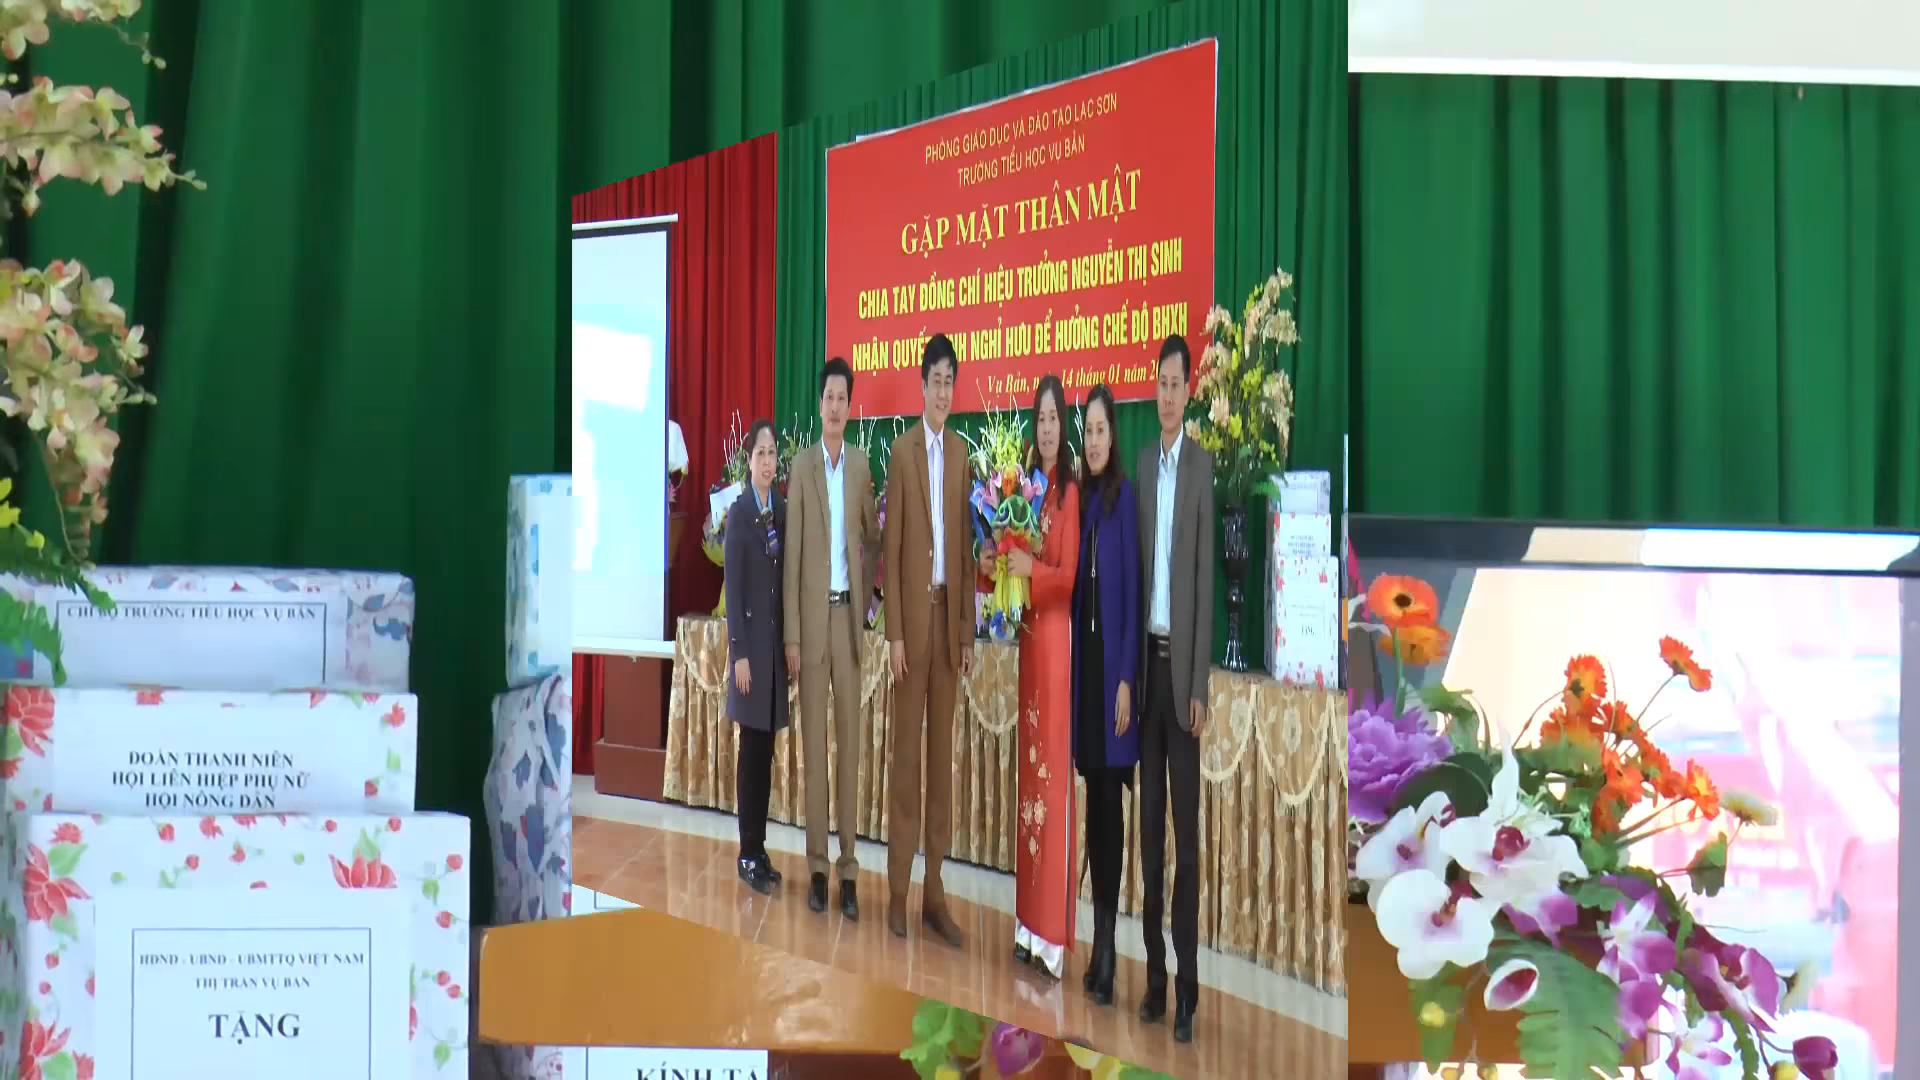 PHÒNG GIÁO DỤC VÀ ĐÀO TẠO LẠC SƠN
TRƯỜNG TIỂU HỌC VỤ BẢN
GẶP MẶT THÂN MẬT
CHIA TAY ĐỒNG CHÍ HIỆU TRƯỞNG NGUYỄN THỊ SINH
NHẬN QUYẾT NGHỈ HƯU ĐỂ HƯỞNG CHẾ ĐỘ BHXH
Vụ Bản, 14 tháng 01 năm
CHI BỘ TRƯỜNG TIỂU HỌC VỤ BẢN
ĐOÀN THANH NIÊN
HỘI LIÊN HIỆP PHỤ NỮ
HỘI NÔNG DÂN
HĐND - UBND - UBMTTQ VIỆT NAM
THỊ TRẤN VỤ BẢN
TẶNG
TẶNG
KÍNH TẶ